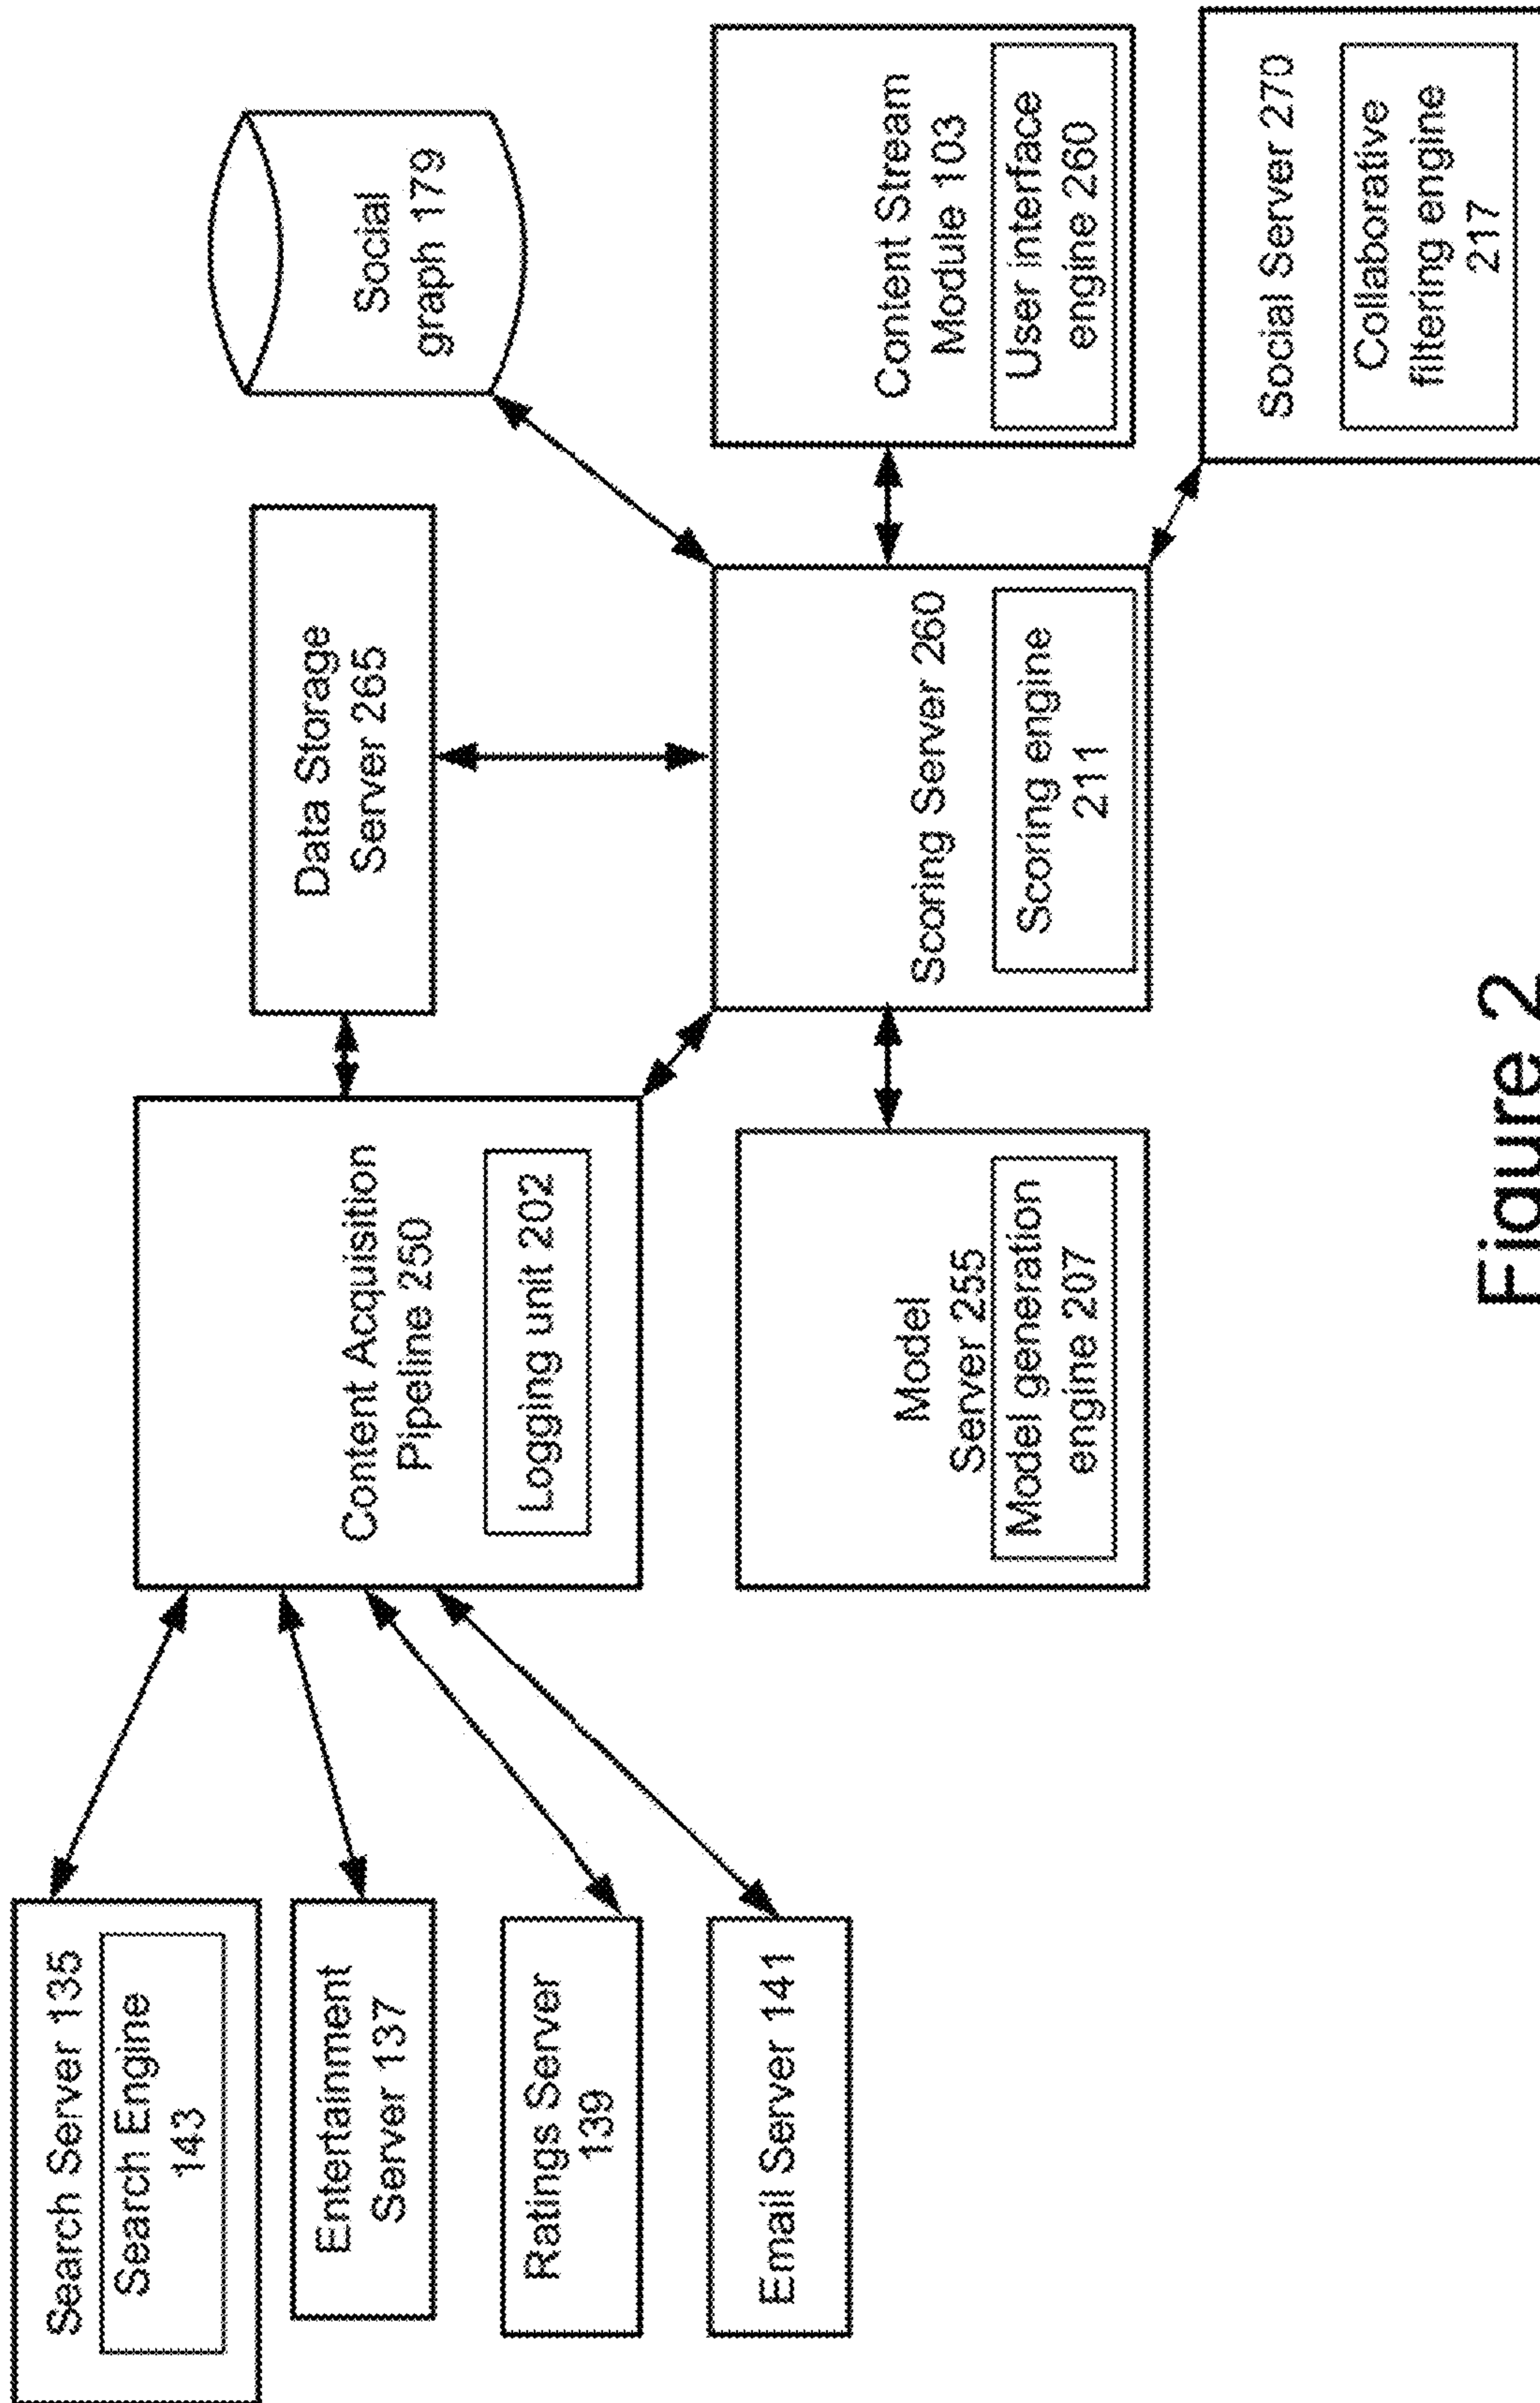 Search Server 135
Search Engine
143
Entertainment
Server 137
Ratings Server
139
Email Server 141
Content Acquisition
Pipeline 250
Logging unit 202
Model
Server 255
Model generation
engine 207
Data Storage
Server 265
Scoring Server 260
Scoring engine
211
Social
graph 179
Content Stream
Module 103
User interface
engine 260
Social Server 270
Collaborative
filtering engine
217
Figure 2